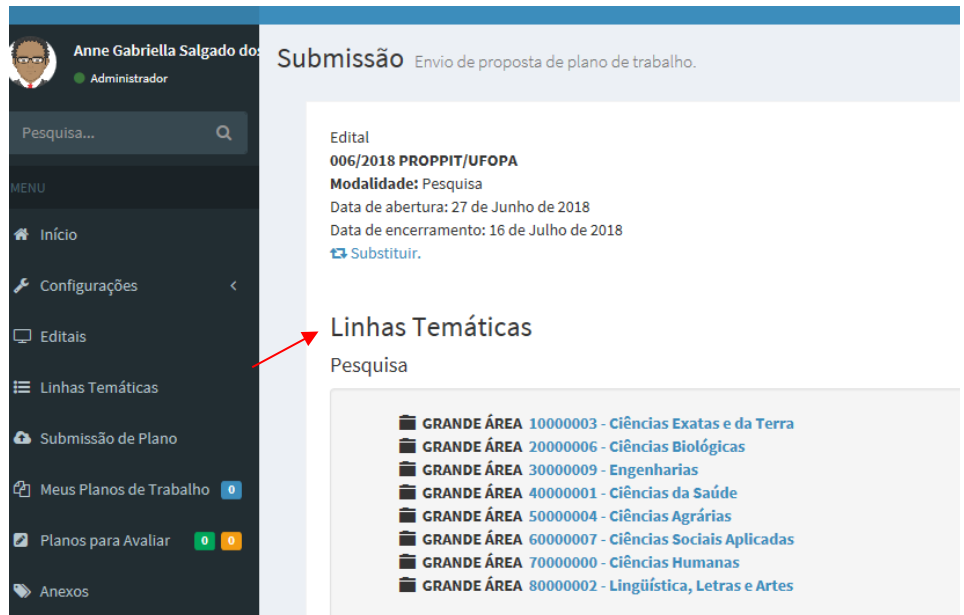 Anne Gabriella Salgado dos
Administrador
Pesquisa...
MENU
Início
Configurações
Editais
Linhas Temáticas
Submissão de Plano
Meus Planos de Trabalho 0
Planos para Avaliar 0 0
Anexos
Submissão Envio de proposta de plano de trabalho.
Edital
006/2018 PROPPIT/UFOPA
Modalidade: Pesquisa
Data de abertura: 27 de Junho de 2018
Data de encerramento: 16 de Julho de 2018
Substituir.
Linhas Temáticas
Pesquisa
GRANDE ÁREA 10000003 - Ciências Exatas e da Terra
GRANDE ÁREA 20000006 - Ciências Biológicas
GRANDE ÁREA 30000009 - Engenharias
GRANDE ÁREA 40000001 - Ciências da Saúde
GRANDE ÁREA 50000004 - Ciências Agrárias
GRANDE ÁREA 60000007 - Ciências Sociais Aplicadas
GRANDE ÁREA 70000000 - Ciências Humanas
GRANDE ÁREA 80000002 - Lingüística, Letras e Artes